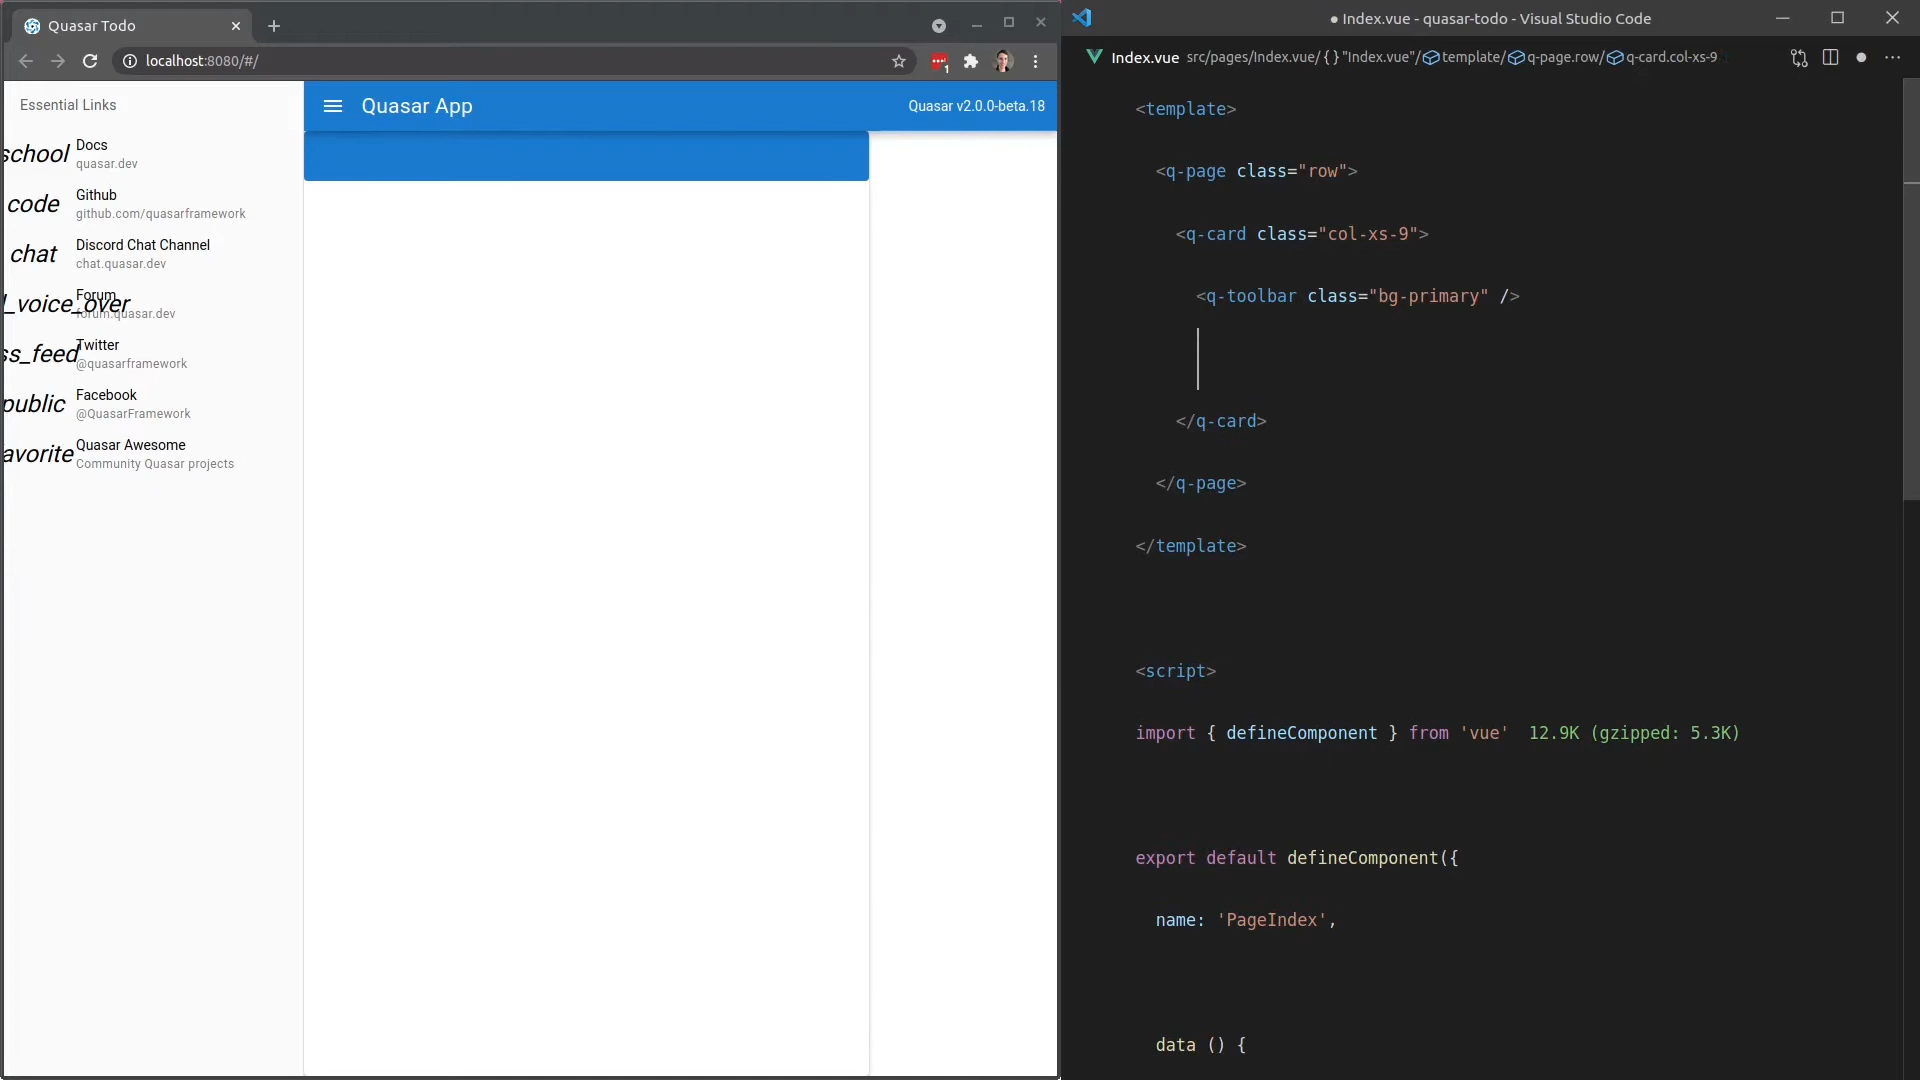 Quasar Todo
localhost:8080/#/
1
Essential Links
school
Docs
quasar.dev
code
Github
github.com/quasarframework
chat
Discord Chat Channel
chat.quasar.dev
_voice_over
Forum
forum.quasar.dev
ss_feed
Twitter
@quasarframework
public
Facebook
@QuasarFramework
avorite
Quasar Awesome
Community Quasar projects
Quasar App
Quasar v2.0.0-beta.18
● Index.vue - quasar-todo - Visual Studio Code
Index.vue src/pages/Index.vue/{}"Index.vue"/template/q-page.row/q-card.col-xs-9
<template>
<q-page class="row">
<q-card class="col-xs-9">
<q-toolbar class="bg-primary" />
</q-card>
</q-page>
</template>
<script>
import { defineComponent } from 'vue' 12.9K (gzipped: 5.3K)
export default defineComponent({
name: 'PageIndex',
data () {